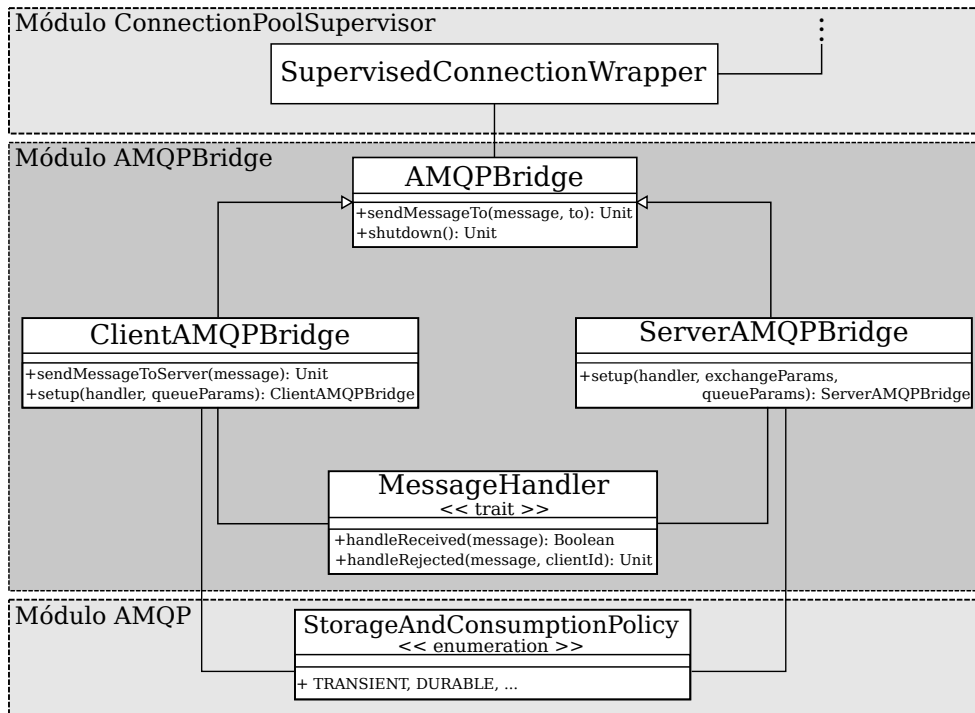 Módulo ConnectionPoolSupervisor
SupervisedConnectionWrapper
Módulo AMQPBridge
AMQPBridge
+sendMessageTo(message, to): Unit
+shutdown(): Unit
ClientAMQPBridge
+sendMessageToServer(message): Unit
+setup(handler, queueParams): ClientAMQPBridge
ServerAMQPBridge
+setup(handler, exchangeParams,
queueParams): ServerAMQPBridge
MessageHandler
<< trait >>
+handleReceived(message): Boolean
+handleRejected(message, clientId): Unit
Módulo AMQP
StorageAndConsumptionPolicy
<< enumeration >>
+ TRANSIENT, DURABLE, ...